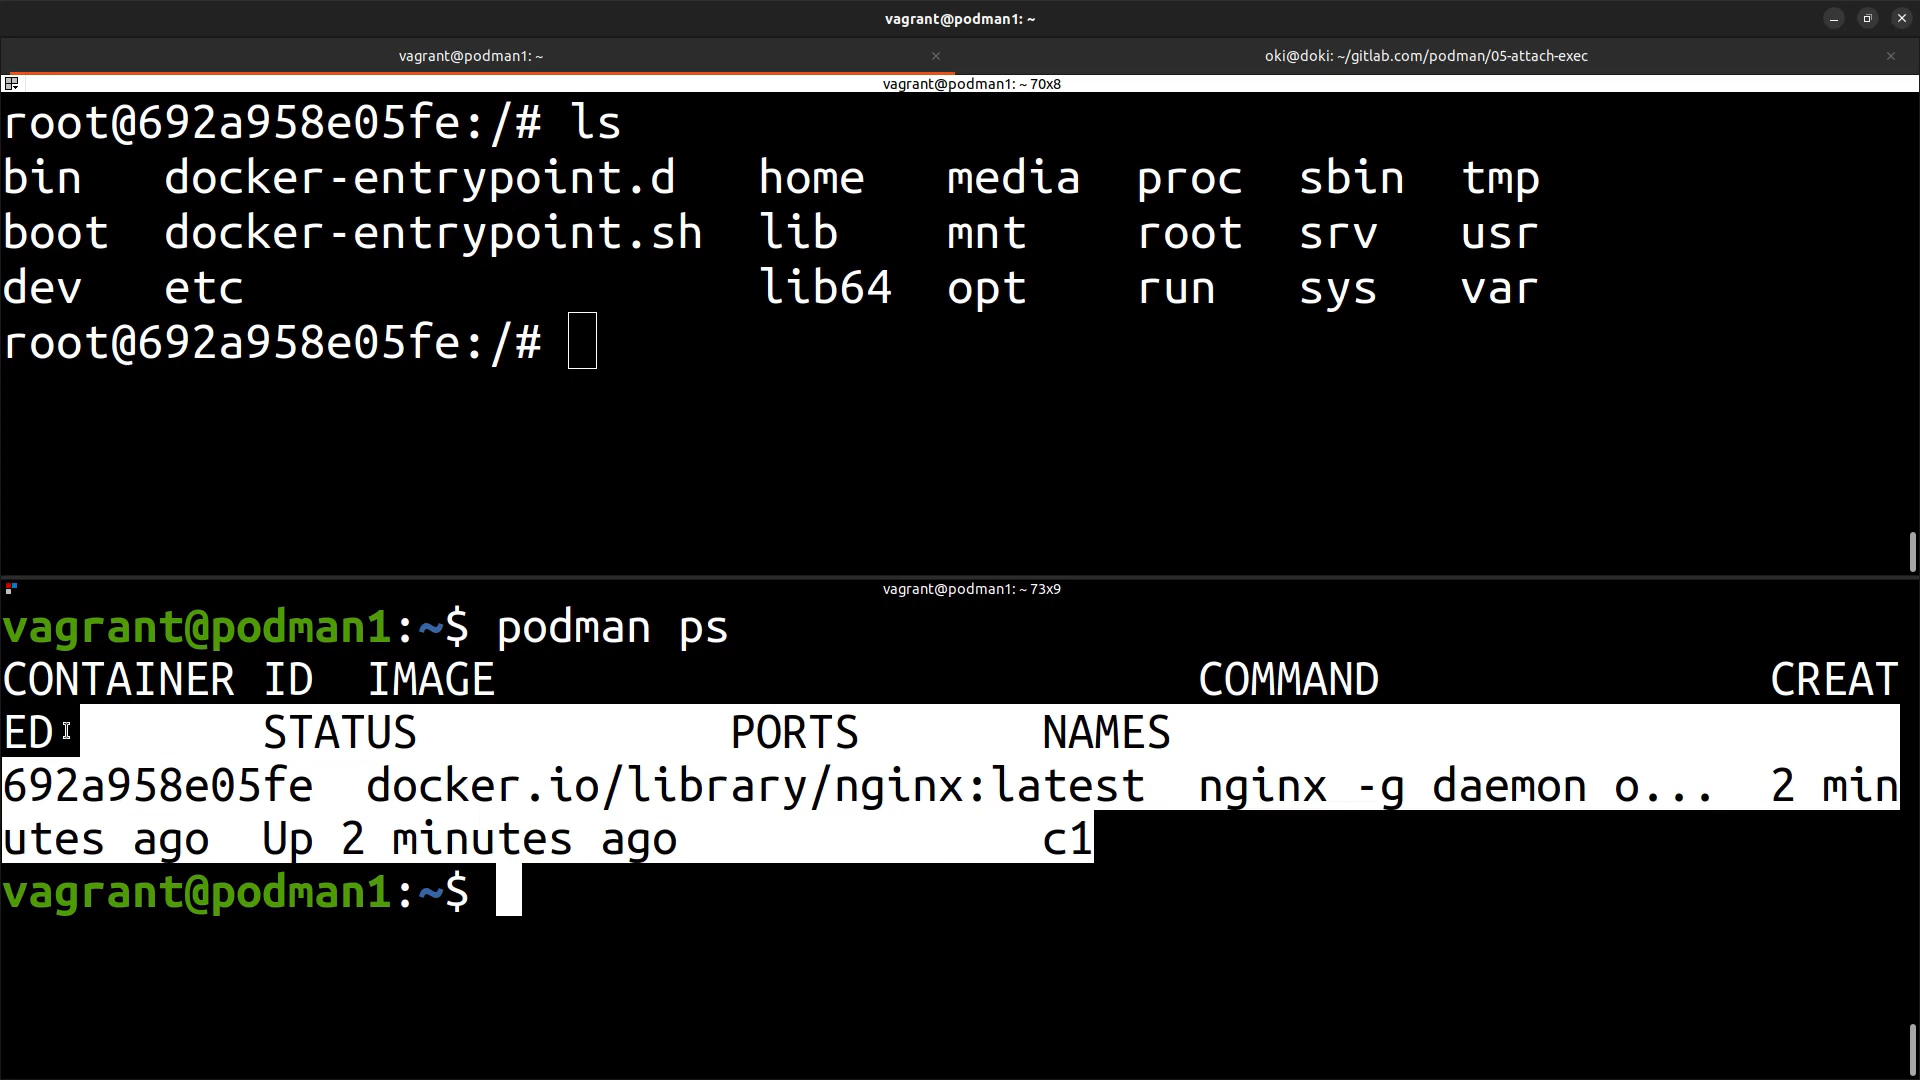 vagrant@podman1: ~
vagrant@podman1: ~
oki@doki: ~/gitlab.com/podman/05-attach-exec
vagrant@podman1: ~ 70x8
root@692a958e05fe:/# ls
bin docker-entrypoint.d home media proc sbin tmp
boot docker-entrypoint.sh lib mnt root srv usr
dev etc lib64 opt run sys var
root@692a958e05fe:/#
vagrant@podman1: ~ 73x9
vagrant@podman1:~$ podman ps
CONTAINER ID IMAGE COMMAND CREAT
ED STATUS PORTS NAMES
692a958e05fe docker.io/library/nginx:latest nginx -g daemon o... 2 min
utes ago Up 2 minutes ago c1
vagrant@podman1:~$